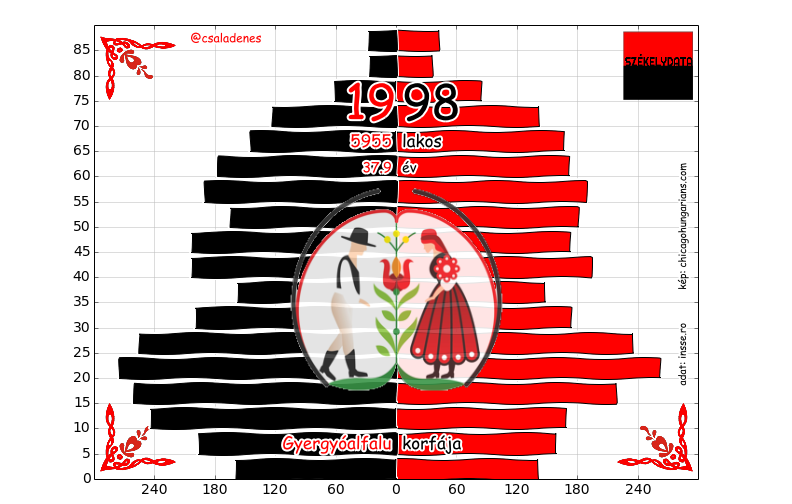 @csaladenes
SZÉKELYDATA
1998
5955 lakos
37.9 év
kép: chicagohungarians.com
adat: insse.ro
Gyergyóalfalu korfája
85
80
75
70
65
60
55
50
45
40
35
30
25
20
15
10
5
0
240 180 120 60 0 60 120 180 240